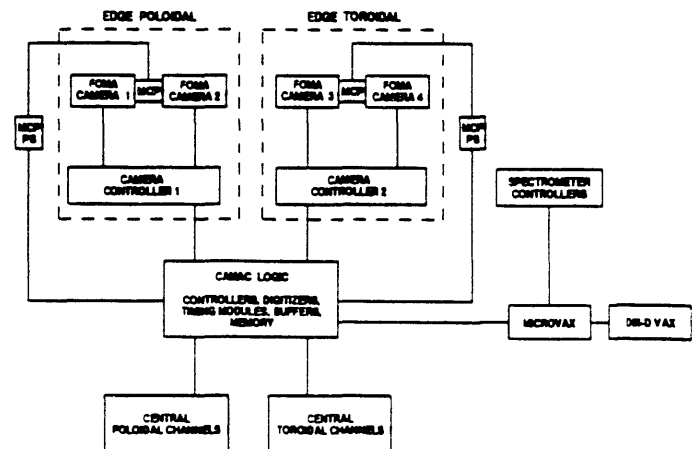 EDGE POLOIDAL
EDGE TOROIDAL
FOMA CAMERA 1
MCP
FOMA CAMERA 2
FOMA CAMERA 3
MCP
FOMA CAMERA 4
MCP PS
MCP PS
CAMERA CONTROLLER 1
CAMERA CONTROLLER 2
SPECTROMETER CONTROLLERS
CAMAC LOGIC
CONTROLLERS, DIGITIZERS,
TIMING MODULES, BUFFERS,
MEMORY
MICROVAX
DIII-D VAX
CENTRAL POLOIDAL CHANNELS
CENTRAL TOROIDAL CHANNELS